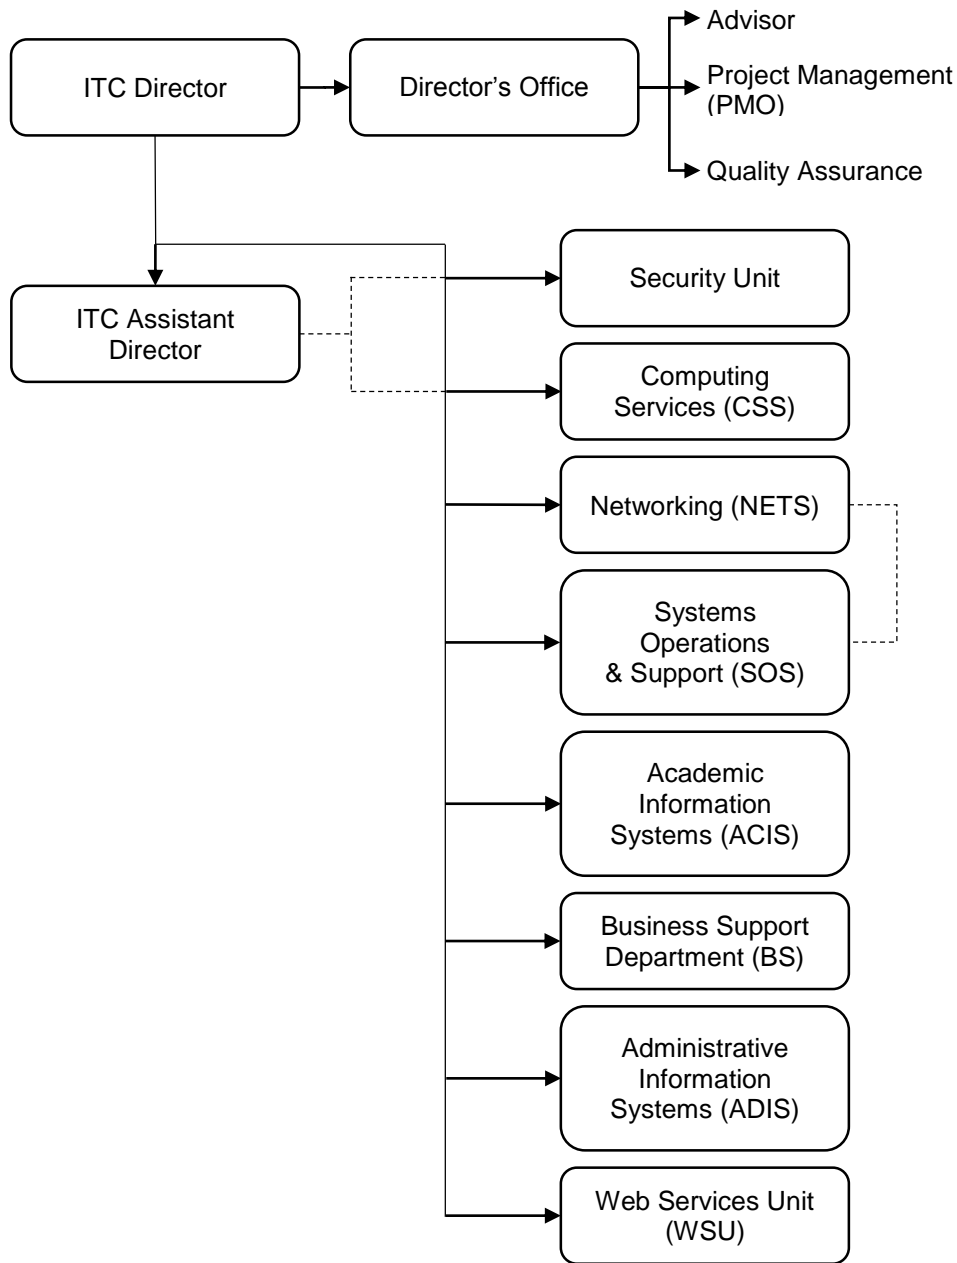 ITC Director
Director's Office
Advisor
Project Management
(PMO)
Quality Assurance
ITC Assistant
Director
Security Unit
Computing
Services (CSS)
Networking (NETS)
Systems
Operations
& Support (SOS)
Academic
Information
Systems (ACIS)
Business Support
Department (BS)
Administrative
Information
Systems (ADIS)
Web Services Unit
(WSU)